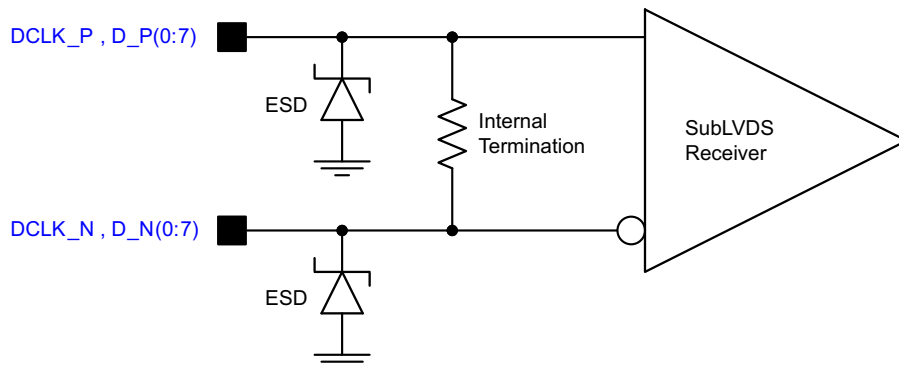 DCLK_P , D_P(0:7)
ESD
Internal
Termination
SubLVDS
Receiver
DCLK_N , D_N(0:7)
ESD